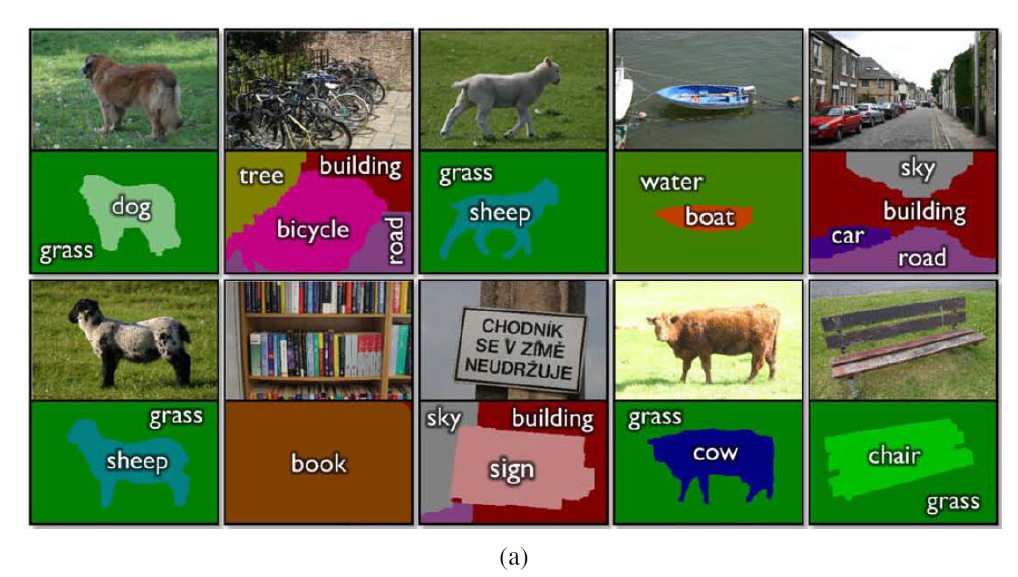 dog
grass
tree
building
bicycle
road
grass
sheep
water
boat
sky
building
car
road
CHODNÍK
SE V ZÍMĚ
NEUDRŽUJE
grass
sheep
book
sky
building
sign
grass
cow
chair
grass
(a)